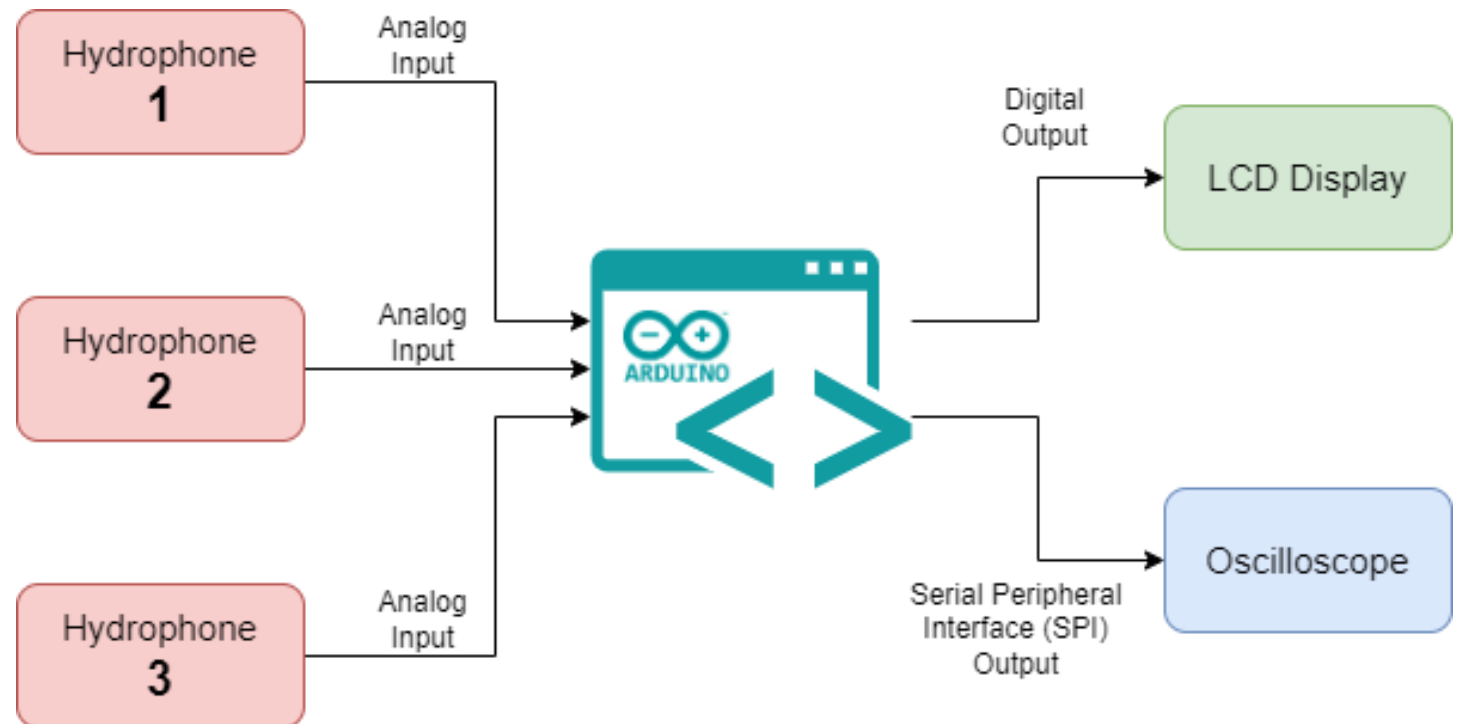 Hydrophone
1
Analog
Input
Hydrophone
2
Analog
Input
Hydrophone
3
Analog
Input
ARDUINO
Digital
Output
LCD Display
Serial Peripheral
Interface (SPI)
Output
Oscilloscope